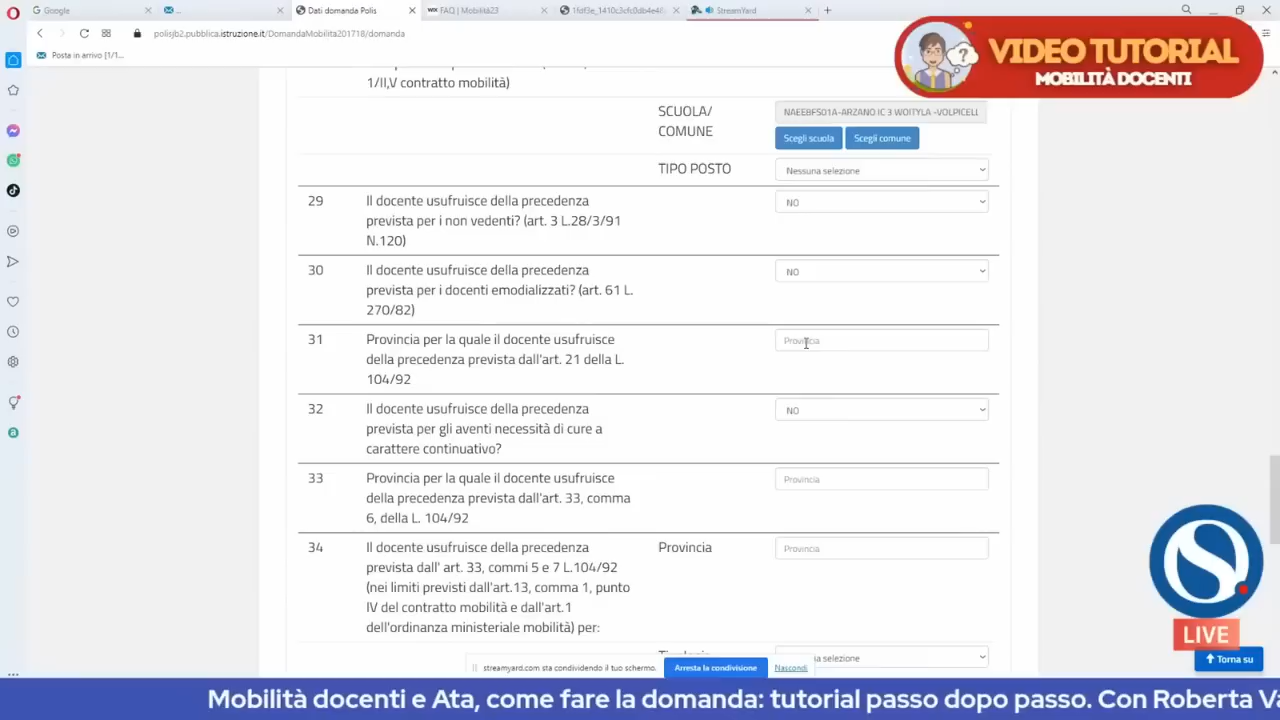 Google
Dati domanda Polis
WIX FAQ | Mobilità23
StreamYard
polisjb2.pubblica.istruzione.it/DomandaMobilita201718/domanda
Posta in arrivo [1/1...
VIDEO TUTORIAL
MOBILITÀ DOCENTI
1/II,V contratto mobilità)
SCUOLA/
COMUNE
NAEEBFS01A-ARZANO IC 3 WOITYLA -VOLPICELL
Scegli scuola
Scegli comune
TIPO POSTO
Nessuna selezione
29
Il docente usufruisce della precedenza
prevista per i non vedenti? (art. 3 L.28/3/91
N.120)
NO
30
Il docente usufruisce della precedenza
prevista per i docenti emodializzati? (art. 61 L.
270/82)
NO
31
Provincia per la quale il docente usufruisce
della precedenza prevista dall'art. 21 della L.
104/92
Provincia
32
Il docente usufruisce della precedenza
prevista per gli aventi necessità di cure a
carattere continuativo?
NO
33
Provincia per la quale il docente usufruisce
della precedenza prevista dall'art. 33, comma
6, della L. 104/92
Provincia
34
Il docente usufruisce della precedenza
prevista dall' art. 33, commi 5 e 7 L.104/92
(nei limiti previsti dall'art.13, comma 1, punto
IV del contratto mobilità e dall'art.1
dell'ordinanza ministeriale mobilità) per:
Provincia
Provincia
selezione
streamyard.com sta condividendo il tuo schermo.
Arresta la condivisione
Nascondi
S
LIVE
Torna su
Mobilità docenti e Ata, come fare la domanda: tutorial passo dopo passo. Con Roberta Va